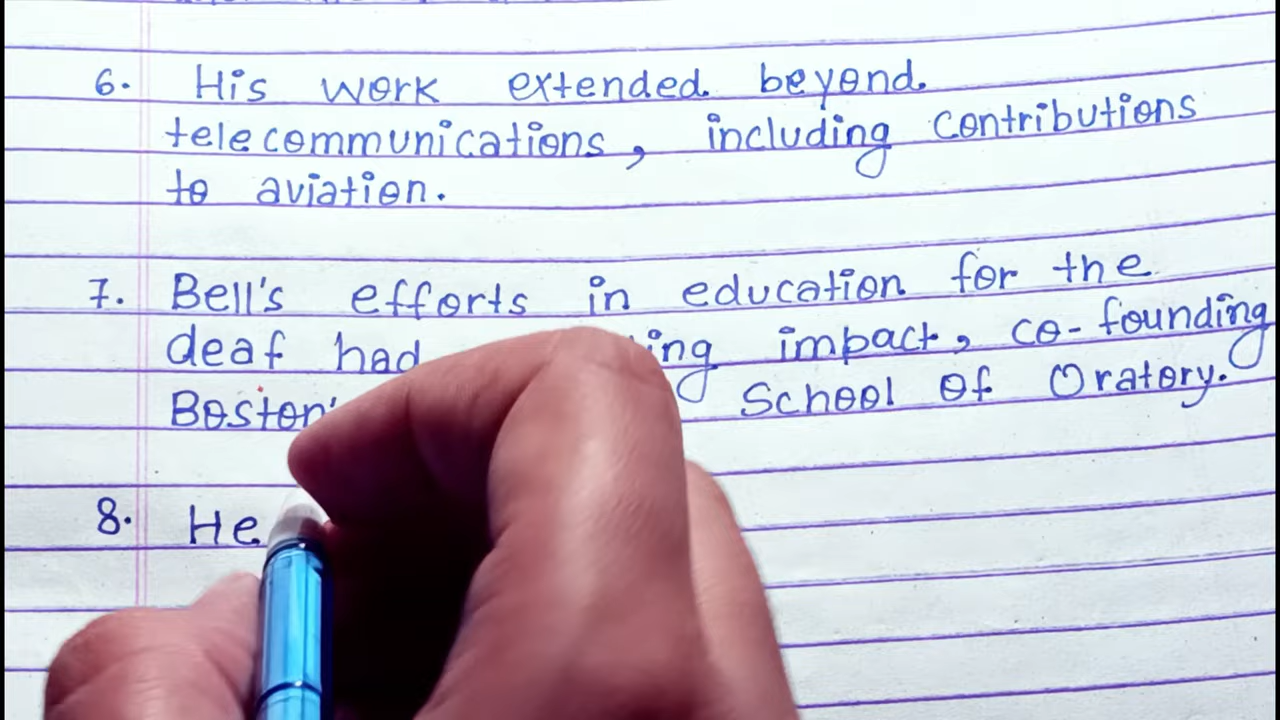 6. His work extended beyond.
telecommunications, including contributions
to aviation.
7. Bell's efforts in education for the
deaf had impact, co-founding
Boston's School of Oratory.
8. He